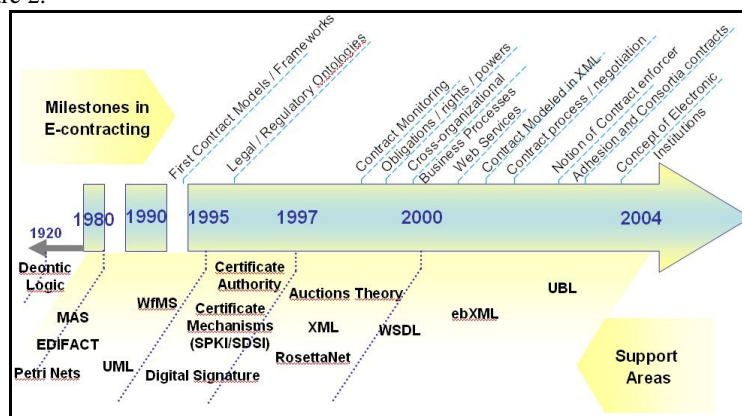 Milestones in
E-contracting
First Contract Models / Frameworks
Legal / Regulatory Ontologies
Contract Monitoring
Obligations / rights / powers
Cross-organizational
Business Processes
Web Services
Contract Modeled in XML
Contract process / negotiation
Notion of Contract enforcer
Adhesion and Consortia contracts
Concept of Electronic
Institutions
1920
1980
1990
1995
1997
2000
2004
Deontic
Logic
MAS
EDIFACT
Petri Nets
WfMS
UML
Certificate
Authority
Certificate
Mechanisms
(SPKI/SDSI)
Digital Signature
Auctions Theory
XML
RosettaNet
WSDL
ebXML
UBL
Support
Areas